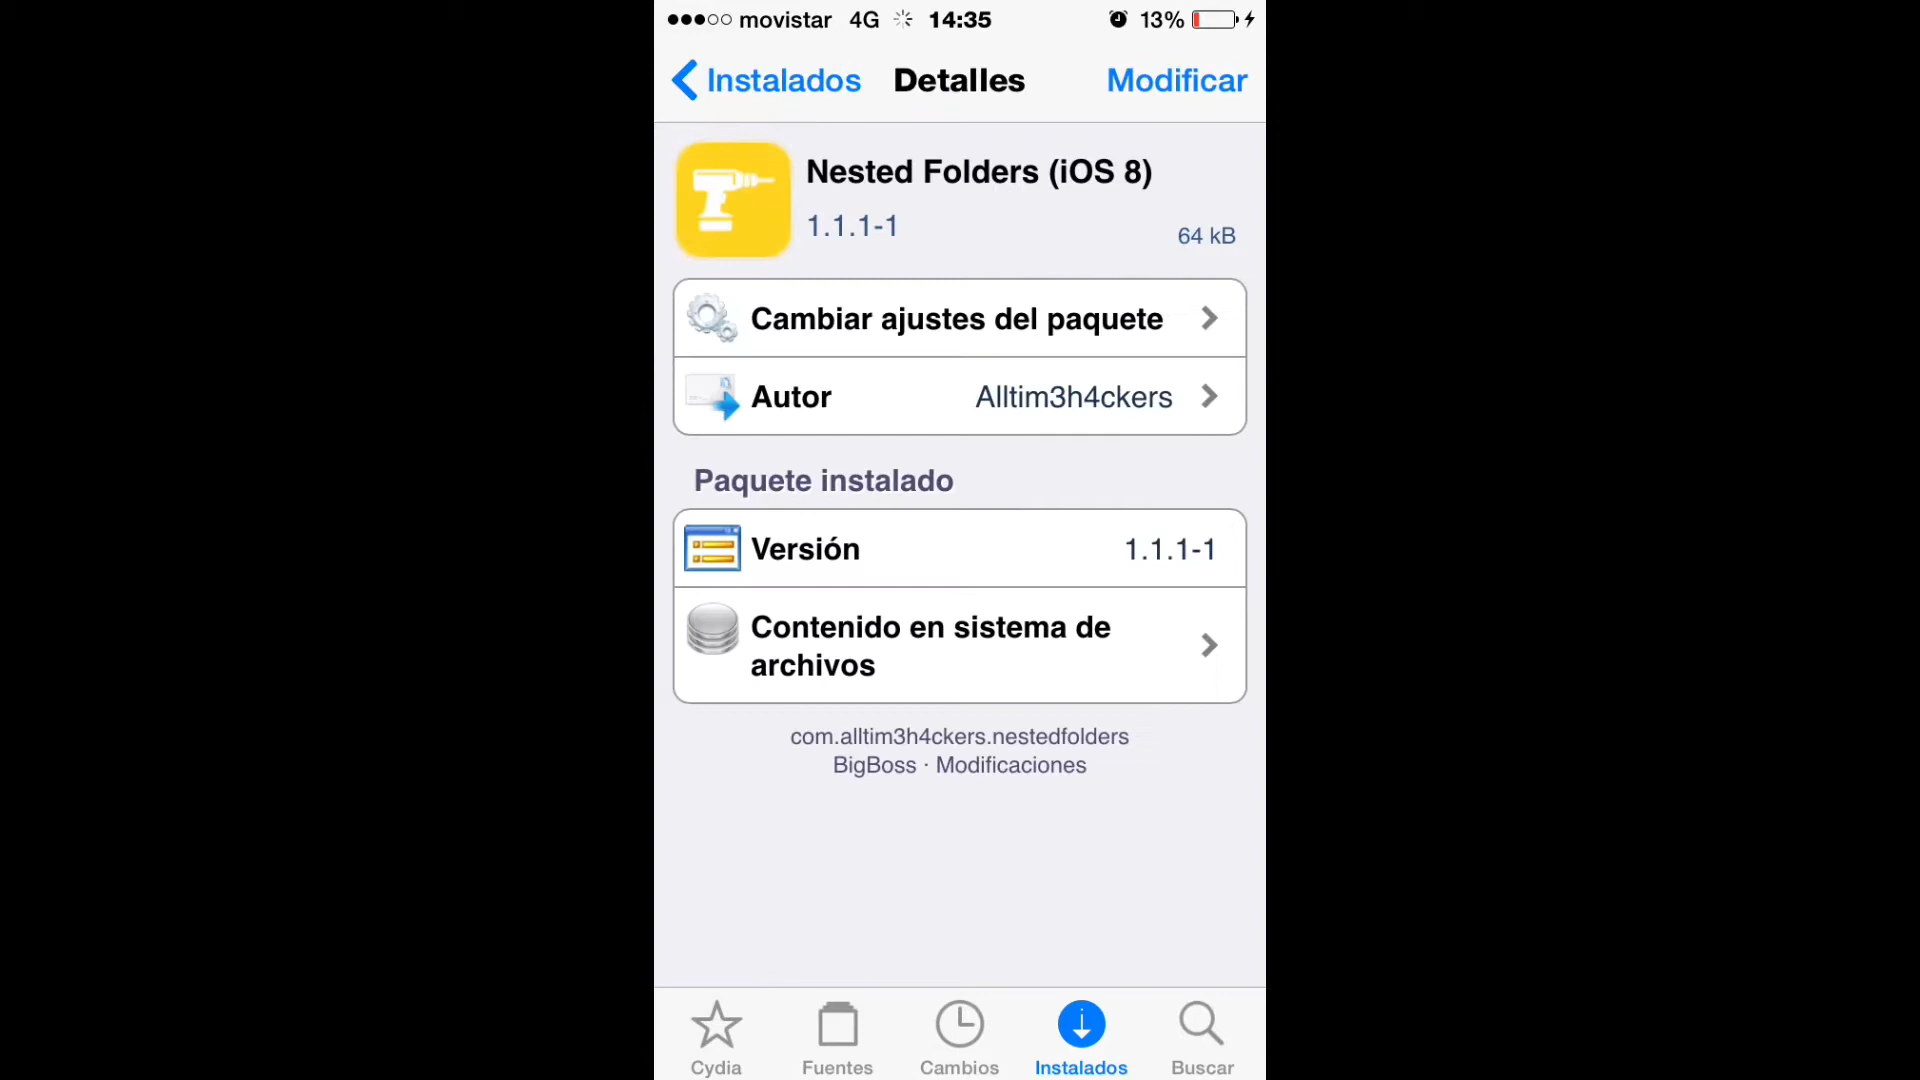 movistar 4G 14:35 13%
Instalados Detalles Modificar
Nested Folders (iOS 8)
1.1.1-1
64 kB
Cambiar ajustes del paquete
Autor Alltim3h4ckers
Paquete instalado
Versión 1.1.1-1
Contenido en sistema de
archivos
com.alltim3h4ckers.nestedfolders
BigBoss · Modificaciones
Cydia Fuentes Cambios Instalados Buscar